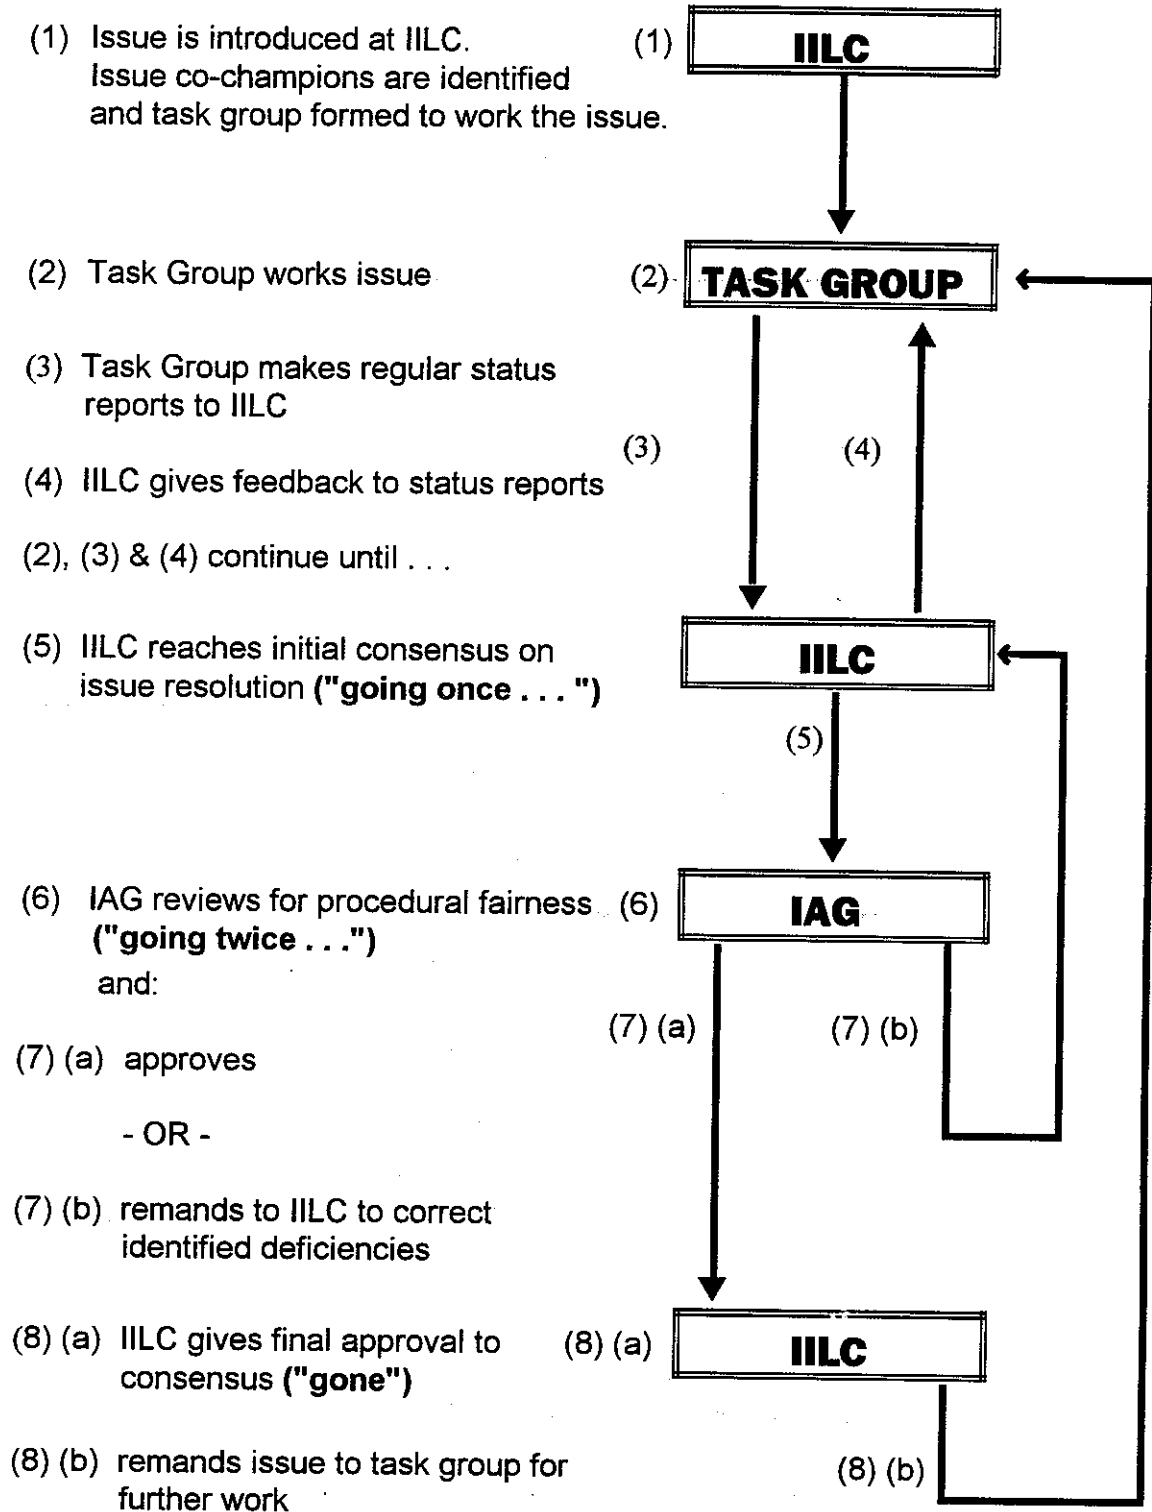 (1) Issue is introduced at IILC.
Issue co-champions are identified
and task group formed to work the issue.
(1) IILC
(2) Task Group works issue
(2) TASK GROUP
(3) Task Group makes regular status
reports to IILC
(3)
(4)
(4) IILC gives feedback to status reports
(2), (3) & (4) continue until . . .
(5) IILC reaches initial consensus on
issue resolution ("going once . . . ")
IILC
(5)
(6) IAG reviews for procedural fairness
("going twice . . .")
and:
(6) IAG
(7) (a)
(7) (b)
(7) (a) approves
- OR -
(7) (b) remands to IILC to correct
identified deficiencies
(8) (a) IILC gives final approval to
consensus ("gone")
(8) (a) IILC
(8) (b) remands issue to task group for
further work
(8) (b)